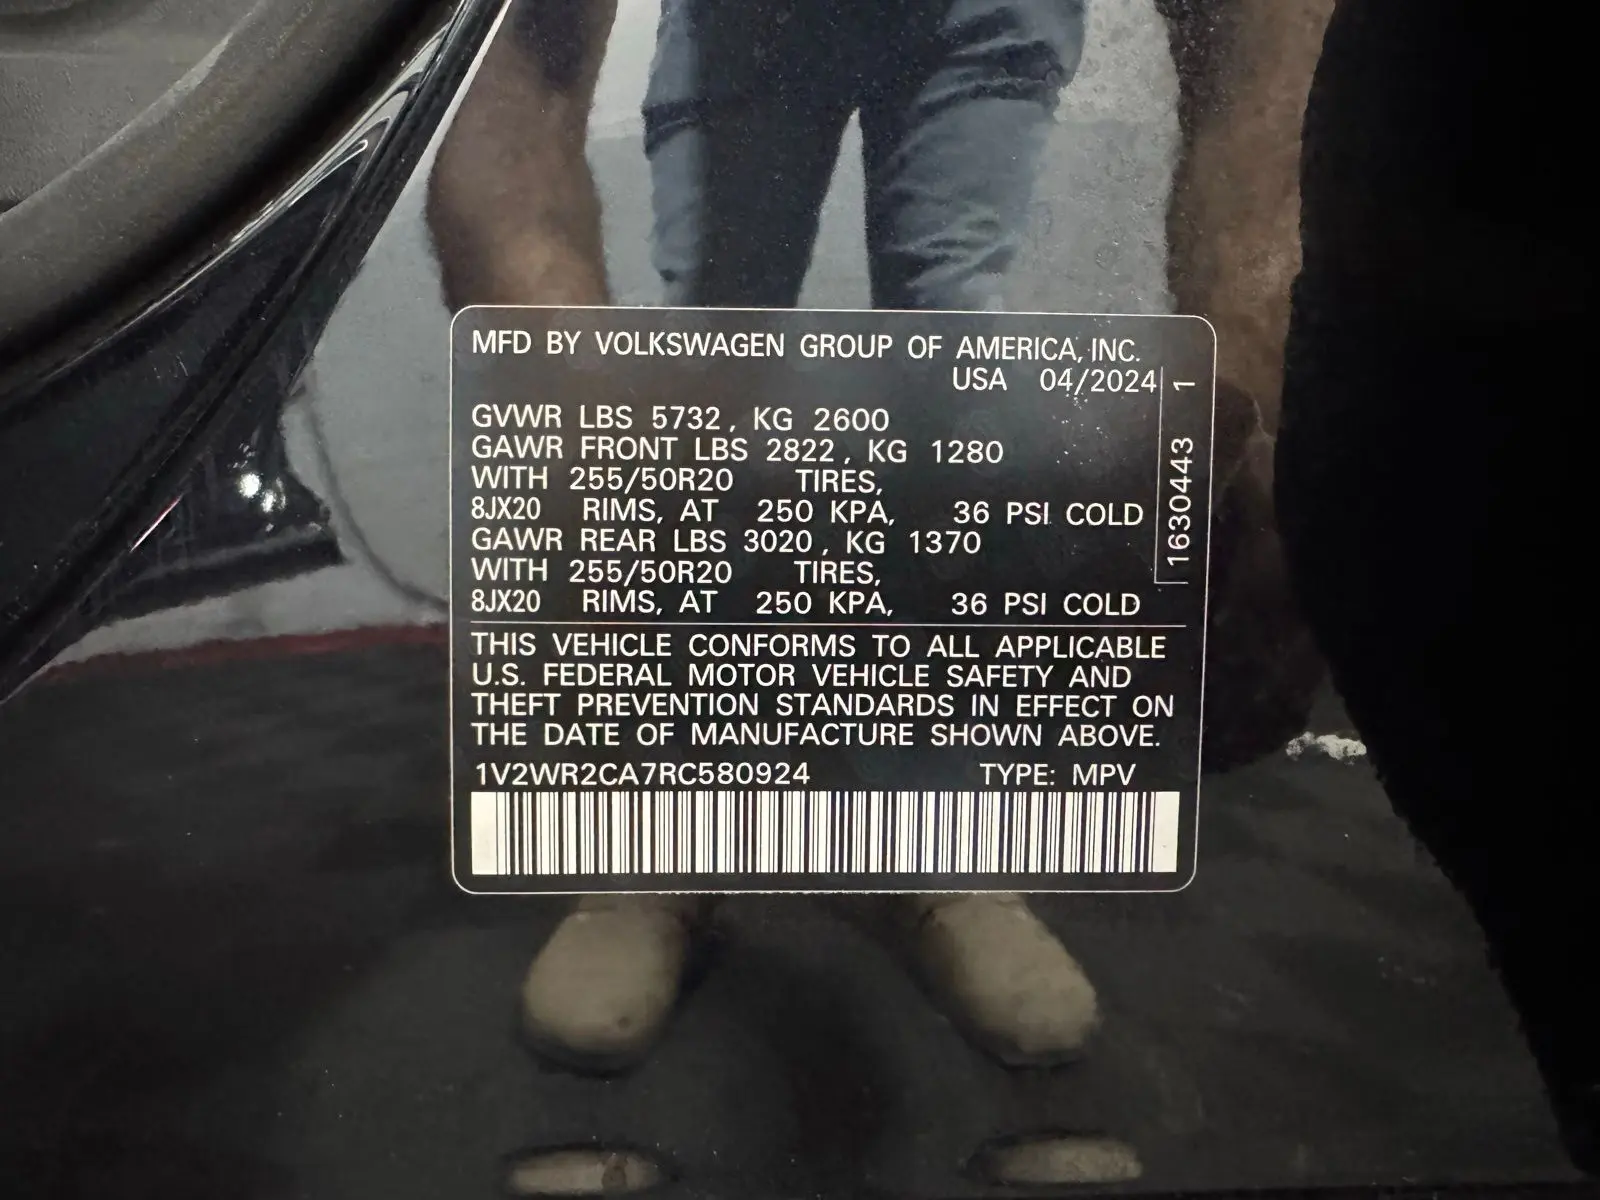 MFD BY VOLKSWAGEN GROUP OF AMERICA, INC.
USA 04/2024
GVWR LBS 5732, KG 2600
GAWR FRONT LBS 2822, KG 1280
WITH 255/50R20 TIRES,
8JX20 RIMS, AT 250 KPA, 36 PSI COLD
GAWR REAR LBS 3020, KG 1370
WITH 255/50R20 TIRES,
8JX20 RIMS, AT 250 KPA, 36 PSI COLD
1630443 1
THIS VEHICLE CONFORMS TO ALL APPLICABLE
U.S. FEDERAL MOTOR VEHICLE SAFETY AND
THEFT PREVENTION STANDARDS IN EFFECT ON
THE DATE OF MANUFACTURE SHOWN ABOVE.
1V2WR2CA7RC580924 TYPE: MPV